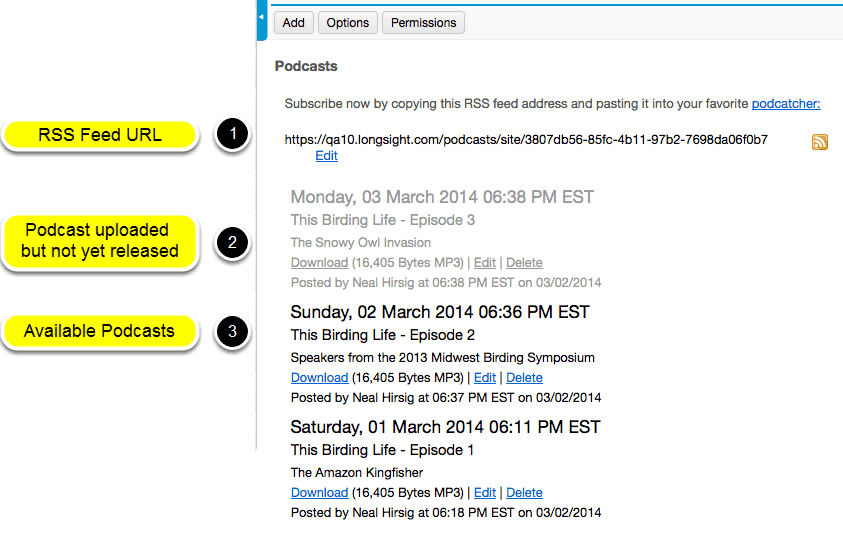 Add Options Permissions
Podcasts
Subscribe now by copying this RSS feed address and pasting it into your favorite podcatcher:
RSS Feed URL 1
https://qa10.longsight.com/podcasts/site/3807db56-85fc-4b11-97b2-7698da06f0b7
Edit
Monday, 03 March 2014 06:38 PM EST
This Birding Life - Episode 3
Podcast uploaded
but not yet released
2
The Snowy Owl Invasion
Download (16,405 Bytes MP3) | Edit | Delete
Posted by Neal Hirsig at 06:38 PM EST on 03/02/2014
Sunday, 02 March 2014 06:36 PM EST
Available Podcasts 3
This Birding Life - Episode 2
Speakers from the 2013 Midwest Birding Symposium
Download (16,405 Bytes MP3) | Edit | Delete
Posted by Neal Hirsig at 06:37 PM EST on 03/02/2014
Saturday, 01 March 2014 06:11 PM EST
This Birding Life - Episode 1
The Amazon Kingfisher
Download (16,405 Bytes MP3) | Edit | Delete
Posted by Neal Hirsig at 06:18 PM EST on 03/02/2014